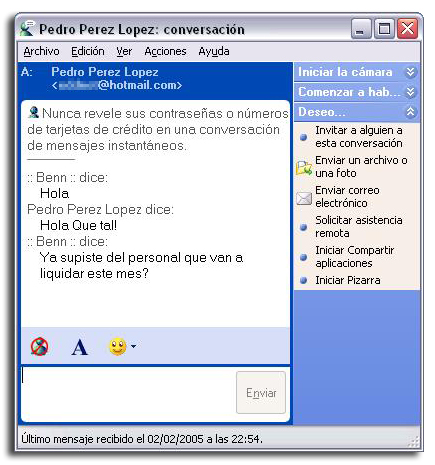 Pedro Perez Lopez: conversación
Archivo Edición Ver Acciones Ayuda
A: Pedro Perez Lopez
@hotmail.com>
Nunca revele sus contraseñas o números
de tarjetas de crédito en una conversación
de mensajes instantáneos.
:: Benn :: dice:
Hola
Pedro Perez Lopez dice:
Hola Que tal!
:: Benn :: dice:
Ya supiste del personal que van a
liquidar este mes?
A
Enviar
Iniciar la cámara
Comenzar a hab...
Deseo...
Invitar a alguien a
esta conversación
Enviar un archivo o
una foto
Enviar correo
electrónico
Solicitar asistencia
remota
Iniciar Compartir
aplicaciones
Iniciar Pizarra
Último mensaje recibido el 02/02/2005 a las 22:54.